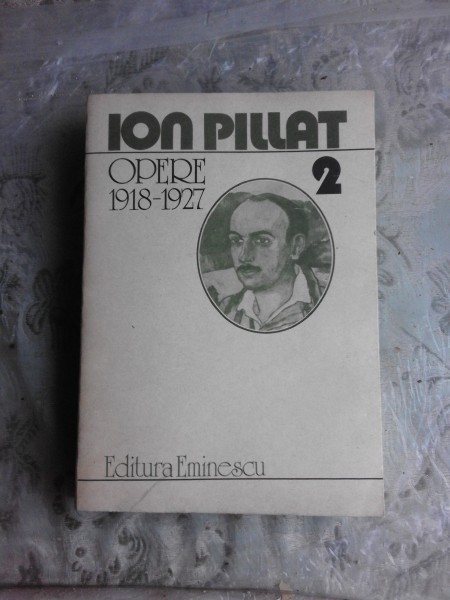 ION PILLAT
OPERE 2
1918-1927
Editura Eminescu